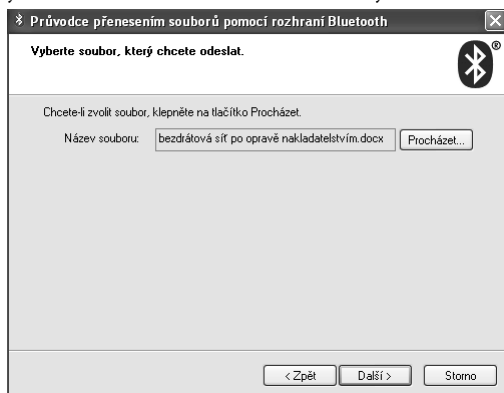 Průvodce přenesením souborů pomocí rozhraní Bluetooth
Vyberte soubor, který chcete odeslat.
®
Chcete-li zvolit soubor, klepněte na tlačítko Procházet.
Název souboru: bezdrátová síť po opravě nakladatelstvím.docx Procházet...
< Zpět Další > Storno